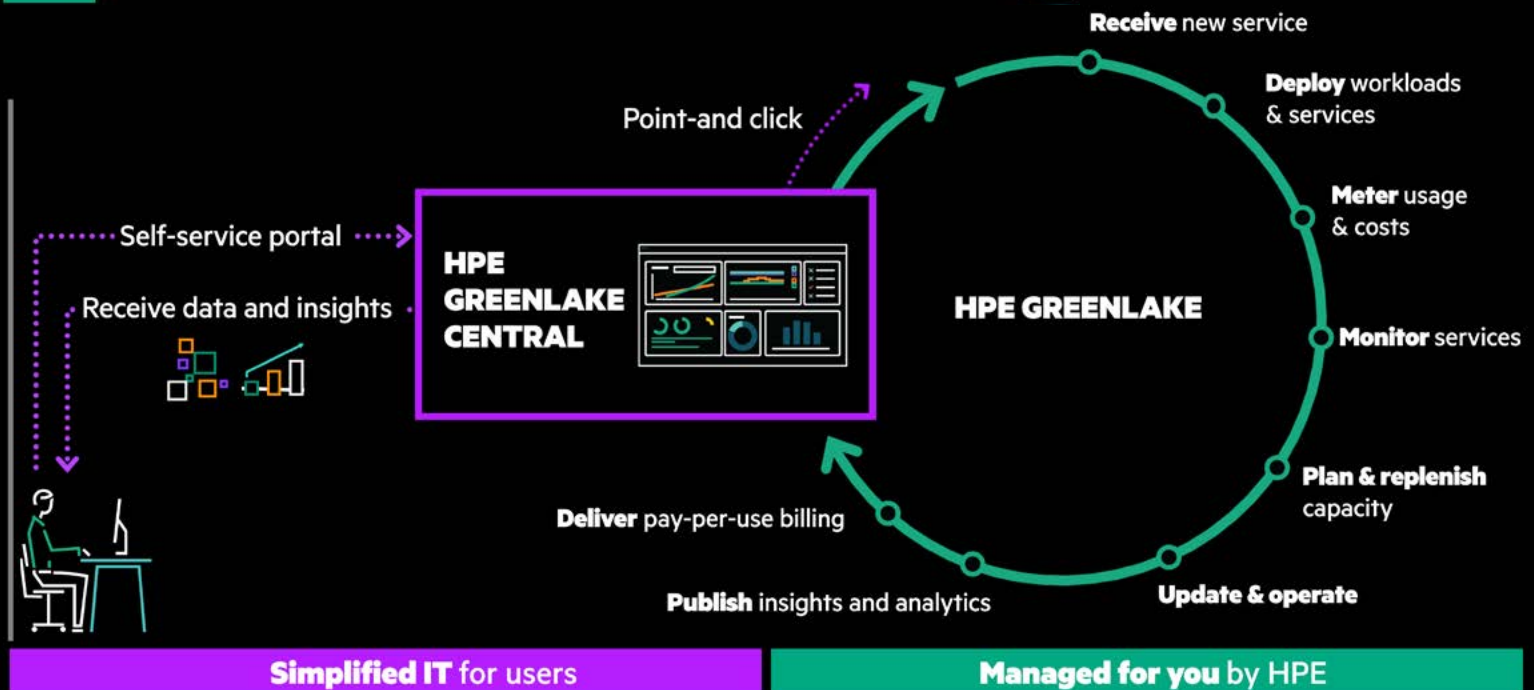 Receive new service
Deploy workloads
& services
Point-and click
Meter usage
& costs
Self-service portal
HPE
GREENLAKE
CENTRAL
Receive data and insights
HPE GREENLAKE
Monitor services
Plan & replenish
capacity
Deliver pay-per-use billing
Update & operate
Publish insights and analytics
Simplified IT for users
Managed for you by HPE